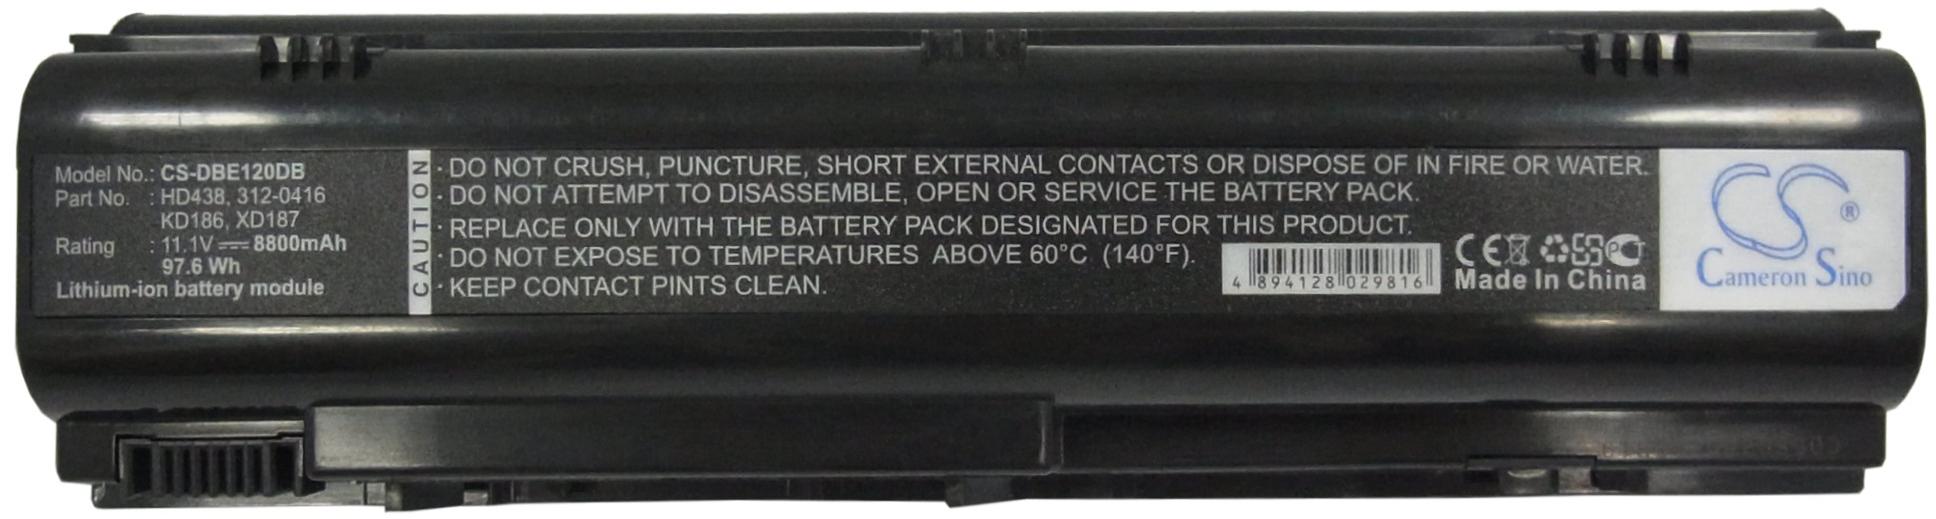 Model No.: CS-DBE120DB
Part No. : HD438, 312-0416
KD186, XD187
Rating : 11.1V 8800mAh
97.6 Wh
Lithium-ion battery module
CAUTION
· DO NOT CRUSH, PUNCTURE, SHORT EXTERNAL CONTACTS OR DISPOSE OF IN FIRE OR WATER.
· DO NOT ATTEMPT TO DISASSEMBLE, OPEN OR SERVICE THE BATTERY PACK.
· REPLACE ONLY WITH THE BATTERY PACK DESIGNATED FOR THIS PRODUCT.
· DO NOT EXPOSE TO TEMPERATURES ABOVE 60°C (140°F).
· KEEP CONTACT PINTS CLEAN.
4 894128 029816
CE
Made In China
CS ®
Cameron Sino